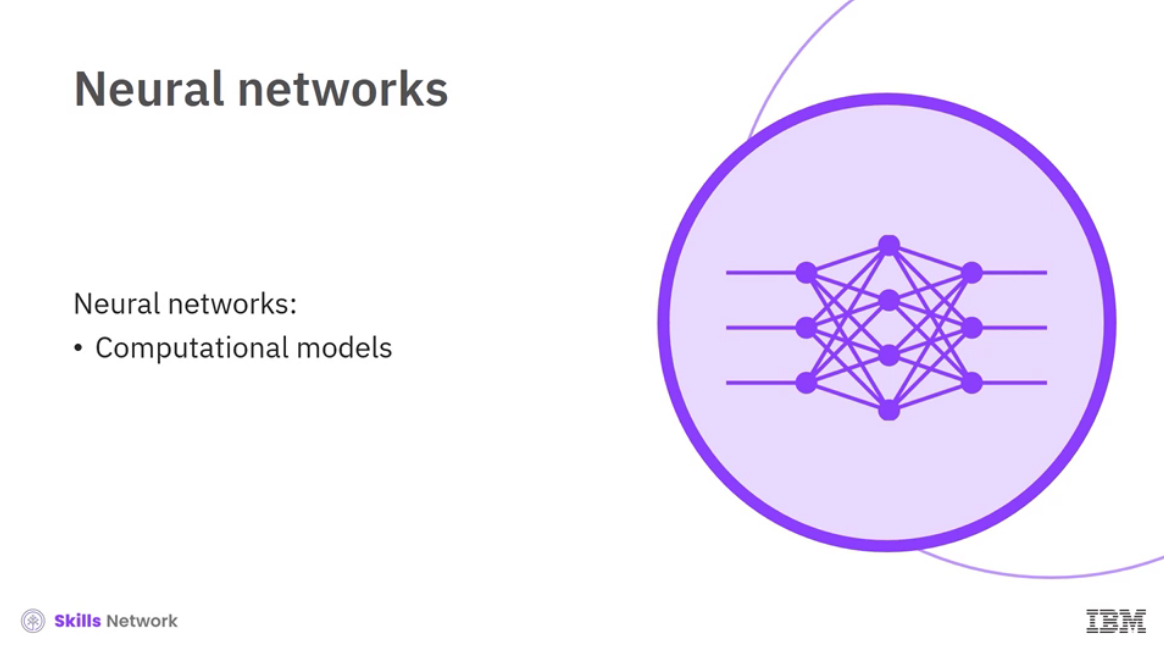 Neural networks
Neural networks:
• Computational models
Skills Network
IBM